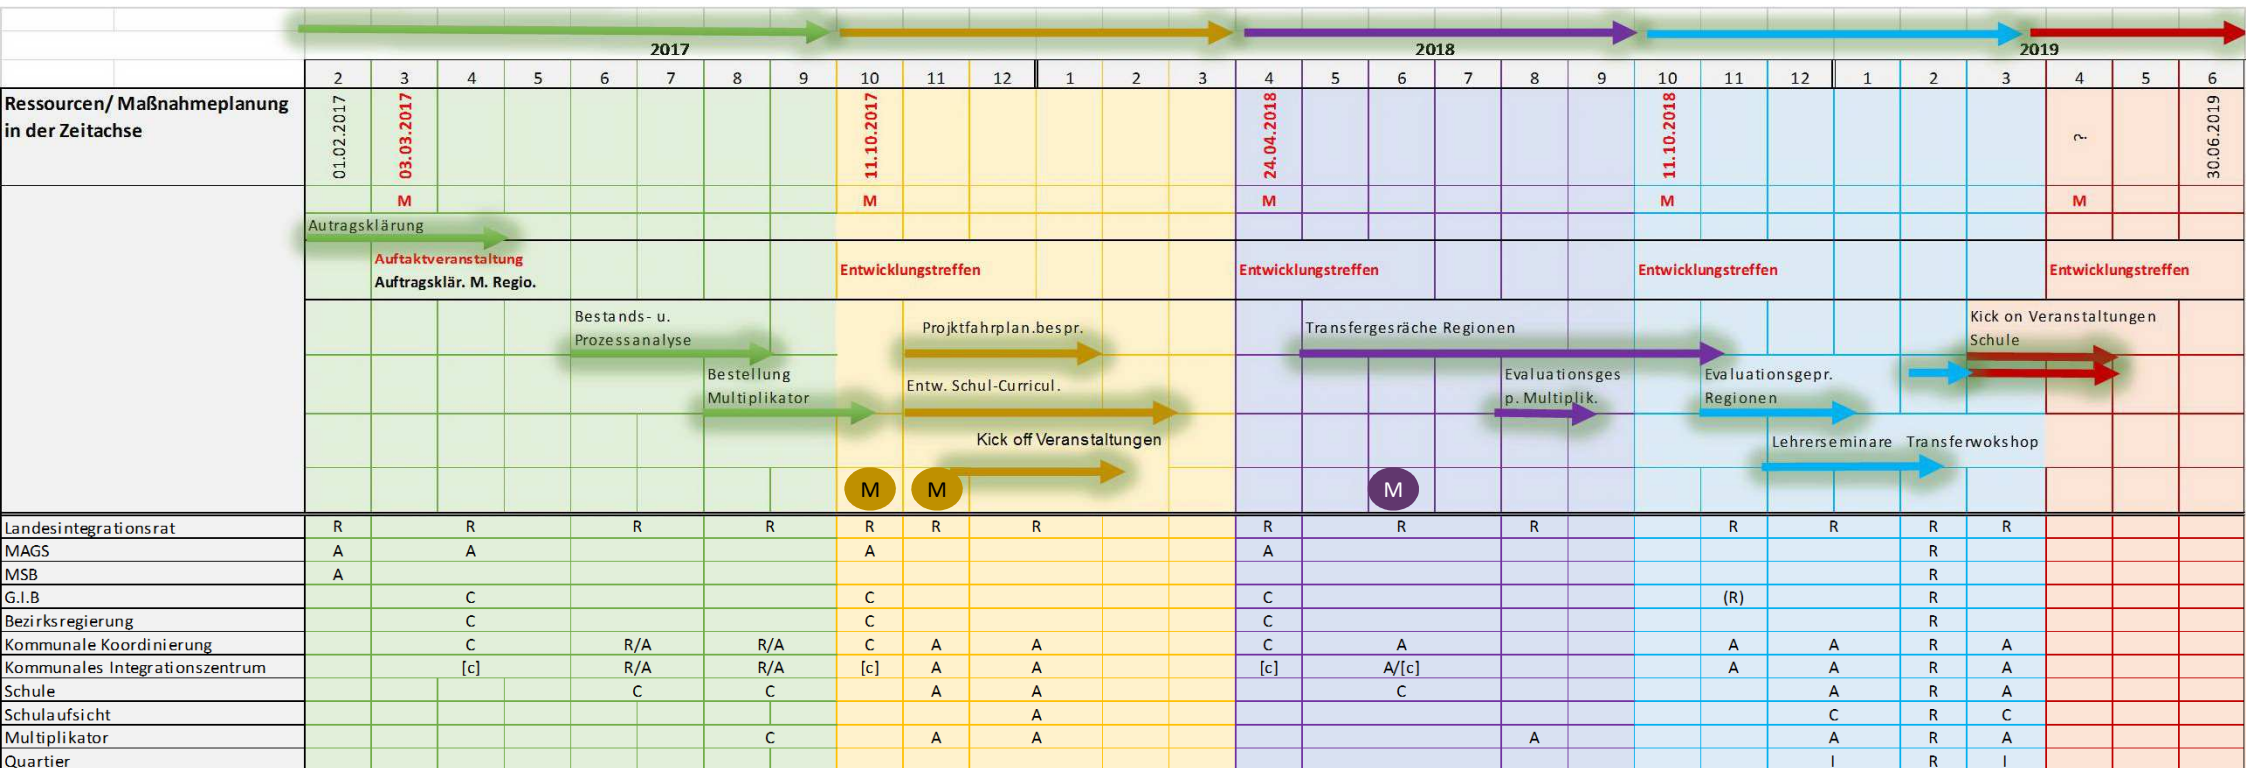 2017 2018 2019
2 3 4 5 6 7 8 9 10 11 12 1 2 3 4 5 6 7 8 9 10 11 12 1 2 3 4 5 6
Ressourcen/ Maßnahmeplanung
in der Zeitachse
01.02.2017 03.03.2017 11.10.2017 24.04.2018 11.10.2018 ? 30.06.2019
M M M M M
Autragsklärung
Auftaktveranstaltung
Auftragsklär. M. Regio.
Entwicklungstreffen Entwicklungstreffen Entwicklungstreffen Entwicklungstreffen
Bestands- u.
Prozessanalyse
Projktfahrplan.bespr.
Transfergesräche Regionen
Kick on Veranstaltungen
Schule
Bestellung
Multiplikator
Entw. Schul-Curricul.
Evaluationsges
p. Multiplik.
Evaluationsgepr.
Regionen
Kick off Veranstaltungen
Lehrerseminare Transferwokshop
M M M
Landesintegrationsrat R R R R R R R R R R R R R R
MAGS A A A A R
MSB A R
G.I.B C C C (R) R
Bezirksregierung C C C R
Kommunale Koordinierung C R/A R/A C A A C A A A R A
Kommunales Integrationszentrum [c] R/A R/A [c] A A [c] A/[c] A A R A
Schule C C A A C A R A
Schulaufsicht A C R C
Multiplikator C A A A A R A
Quartier I R I